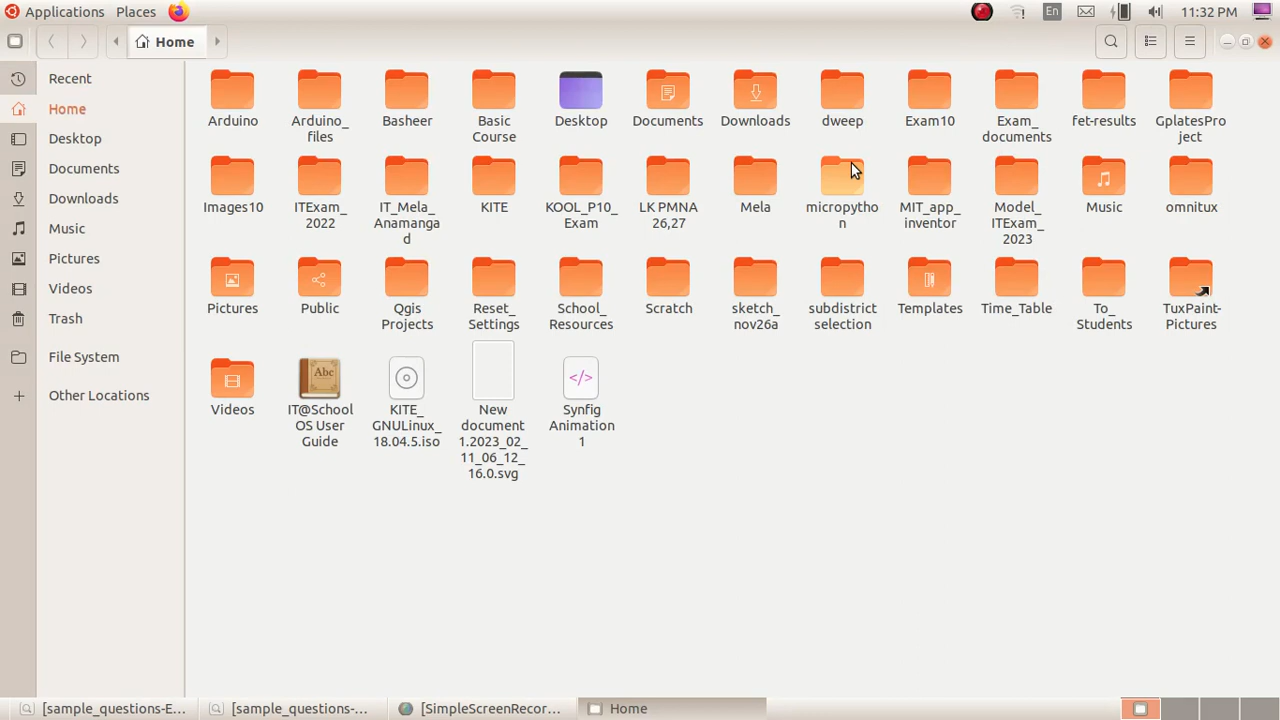 Applications Places
En
11:32 PM
Home
Recent
Home
Desktop
Documents
Downloads
Music
Pictures
Videos
Trash
File System
Other Locations
Arduino
Arduino_
files
Basheer
Basic
Course
Desktop
Documents
Downloads
dweep
Exam10
Exam_
documents
fet-results
GplatesPro
ject
Images10
ITExam_
2022
IT_Mela_
Anamanga
d
KITE
KOOL_P10_
Exam
LK PMNA
26,27
Mela
micropytho
n
MIT_app_
inventor
Model_
ITExam_
2023
Music
omnitux
Pictures
Public
Qgis
Projects
Reset_
Settings
School_
Resources
Scratch
sketch_
nov26a
subdistrict
selection
Templates
Time_Table
To_
Students
TuxPaint-
Pictures
Videos
Abc
IT@School
OS User
Guide
KITE_
GNULinux_
18.04.5.iso
New
document
1.2023_02_
11_06_12_
16.0.svg
</>
Synfig
Animation
1
[sample_questions-E...
[sample_questions-...
[SimpleScreenRecor...
Home